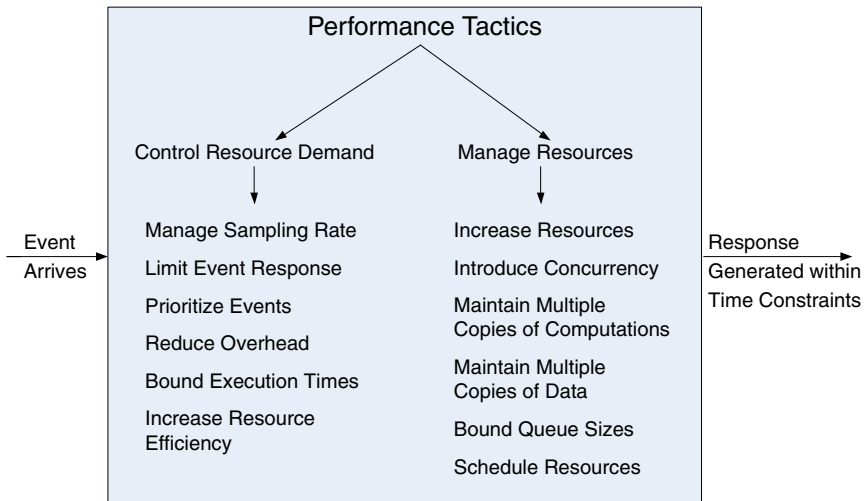 Performance Tactics
Control Resource Demand
Manage Sampling Rate
Limit Event Response
Prioritize Events
Reduce Overhead
Bound Execution Times
Increase Resource
Efficiency
Manage Resources
Increase Resources
Introduce Concurrency
Maintain Multiple
Copies of Computations
Maintain Multiple
Copies of Data
Bound Queue Sizes
Schedule Resources
Event
Arrives
Response
Generated within
Time Constraints